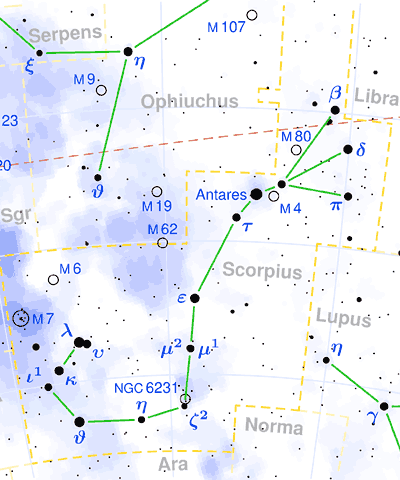 M 107
Serpens
ξ
η
M 9
β
Ophiuchus
Libra
23
M 80
δ
20
ϑ
Antares
M 19
M 4
π
Sgr
τ
M 62
M 6
Scorpius
ε
M 7
Lupus
λ
υ
μ² μ¹
η
ι¹
κ
NGC 6231
η
ζ²
γ
ϑ
Norma
Ara